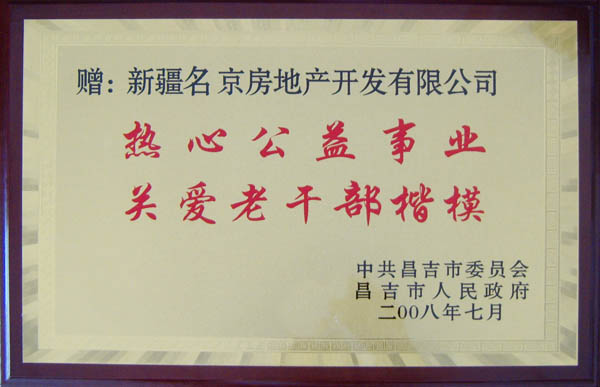 赠：新疆名京房地产开发有限公司
热心公益事业
关爱老干部楷模
中共昌吉市委员会
昌吉市人民政府
二00八年七月